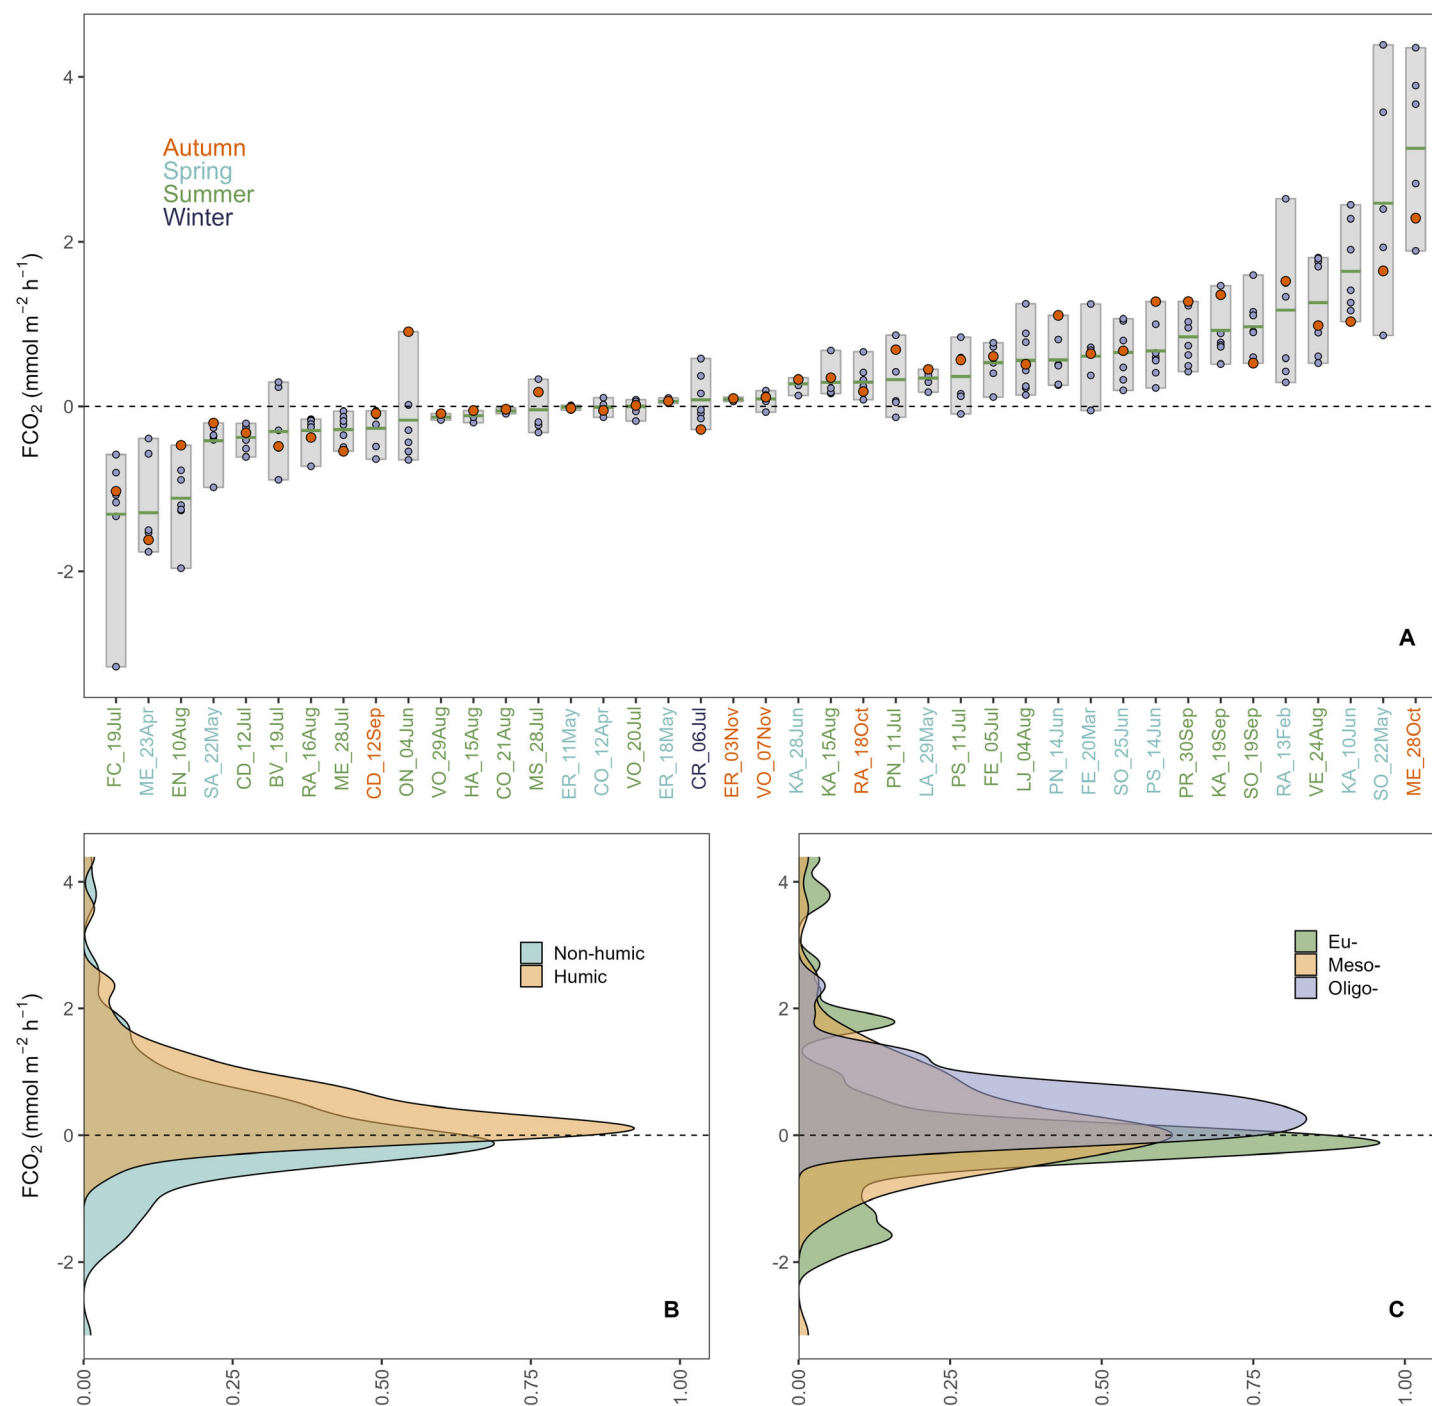 4
2
0
-2
FCO₂ (mmol m⁻² h⁻¹)
Autumn
Spring
Summer
Winter
A
FC_19Jul
ME_23Apr
EN_10Aug
SA_22May
CD_12Jul
BV_19Jul
RA_16Aug
ME_28Jul
CD_12Sep
ON_04Jun
VO_29Aug
HA_15Aug
CO_21Aug
MS_28Jul
ER_11May
CO_12Apr
VO_20Jul
ER_18May
CR_06Jul
ER_03Nov
VO_07Nov
KA_28Jun
KA_15Aug
RA_18Oct
PN_11Jul
LA_29May
PS_11Jul
FE_05Jul
LJ_04Aug
PN_14Jun
FE_20Mar
SO_25Jun
PS_14Jun
PR_30Sep
KA_19Sep
SO_19Sep
RA_13Feb
VE_24Aug
KA_10Jun
SO_22May
ME_28Oct
4
2
0
-2
FCO₂ (mmol m⁻² h⁻¹)
Non-humic
Humic
B
0.00
0.25
0.50
0.75
1.00
4
2
0
-2
Eu-
Meso-
Oligo-
C
0.00
0.25
0.50
0.75
1.00